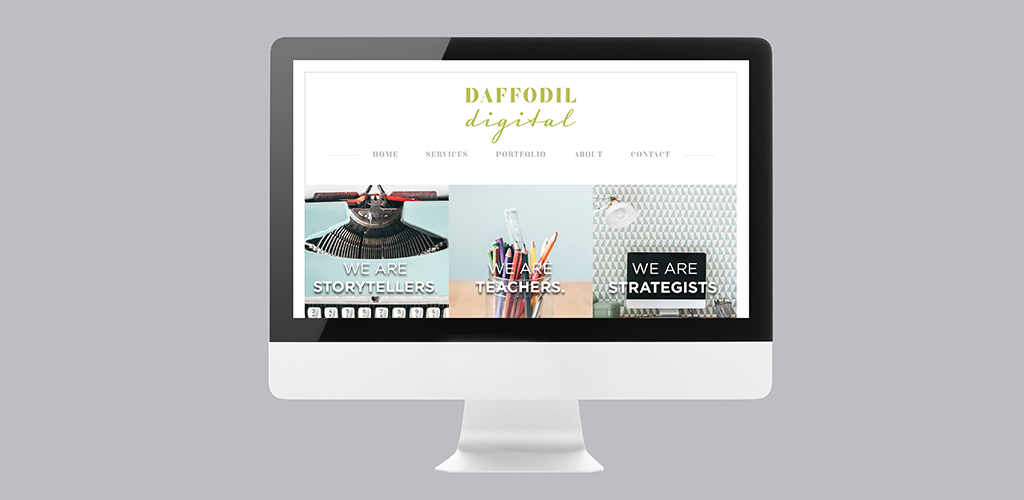 DAFFODIL
digital
HOME SERVICES PORTFOLIO ABOUT CONTACT
WE ARE
STORYTELLERS.
WE ARE
TEACHERS.
WE ARE
STRATEGISTS.